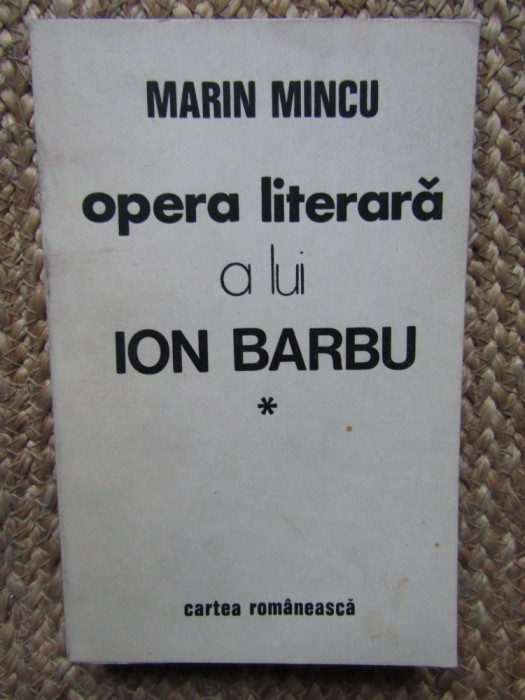 MARIN MINCU
opera literară
a lui
ION BARBU
*
cartea românească